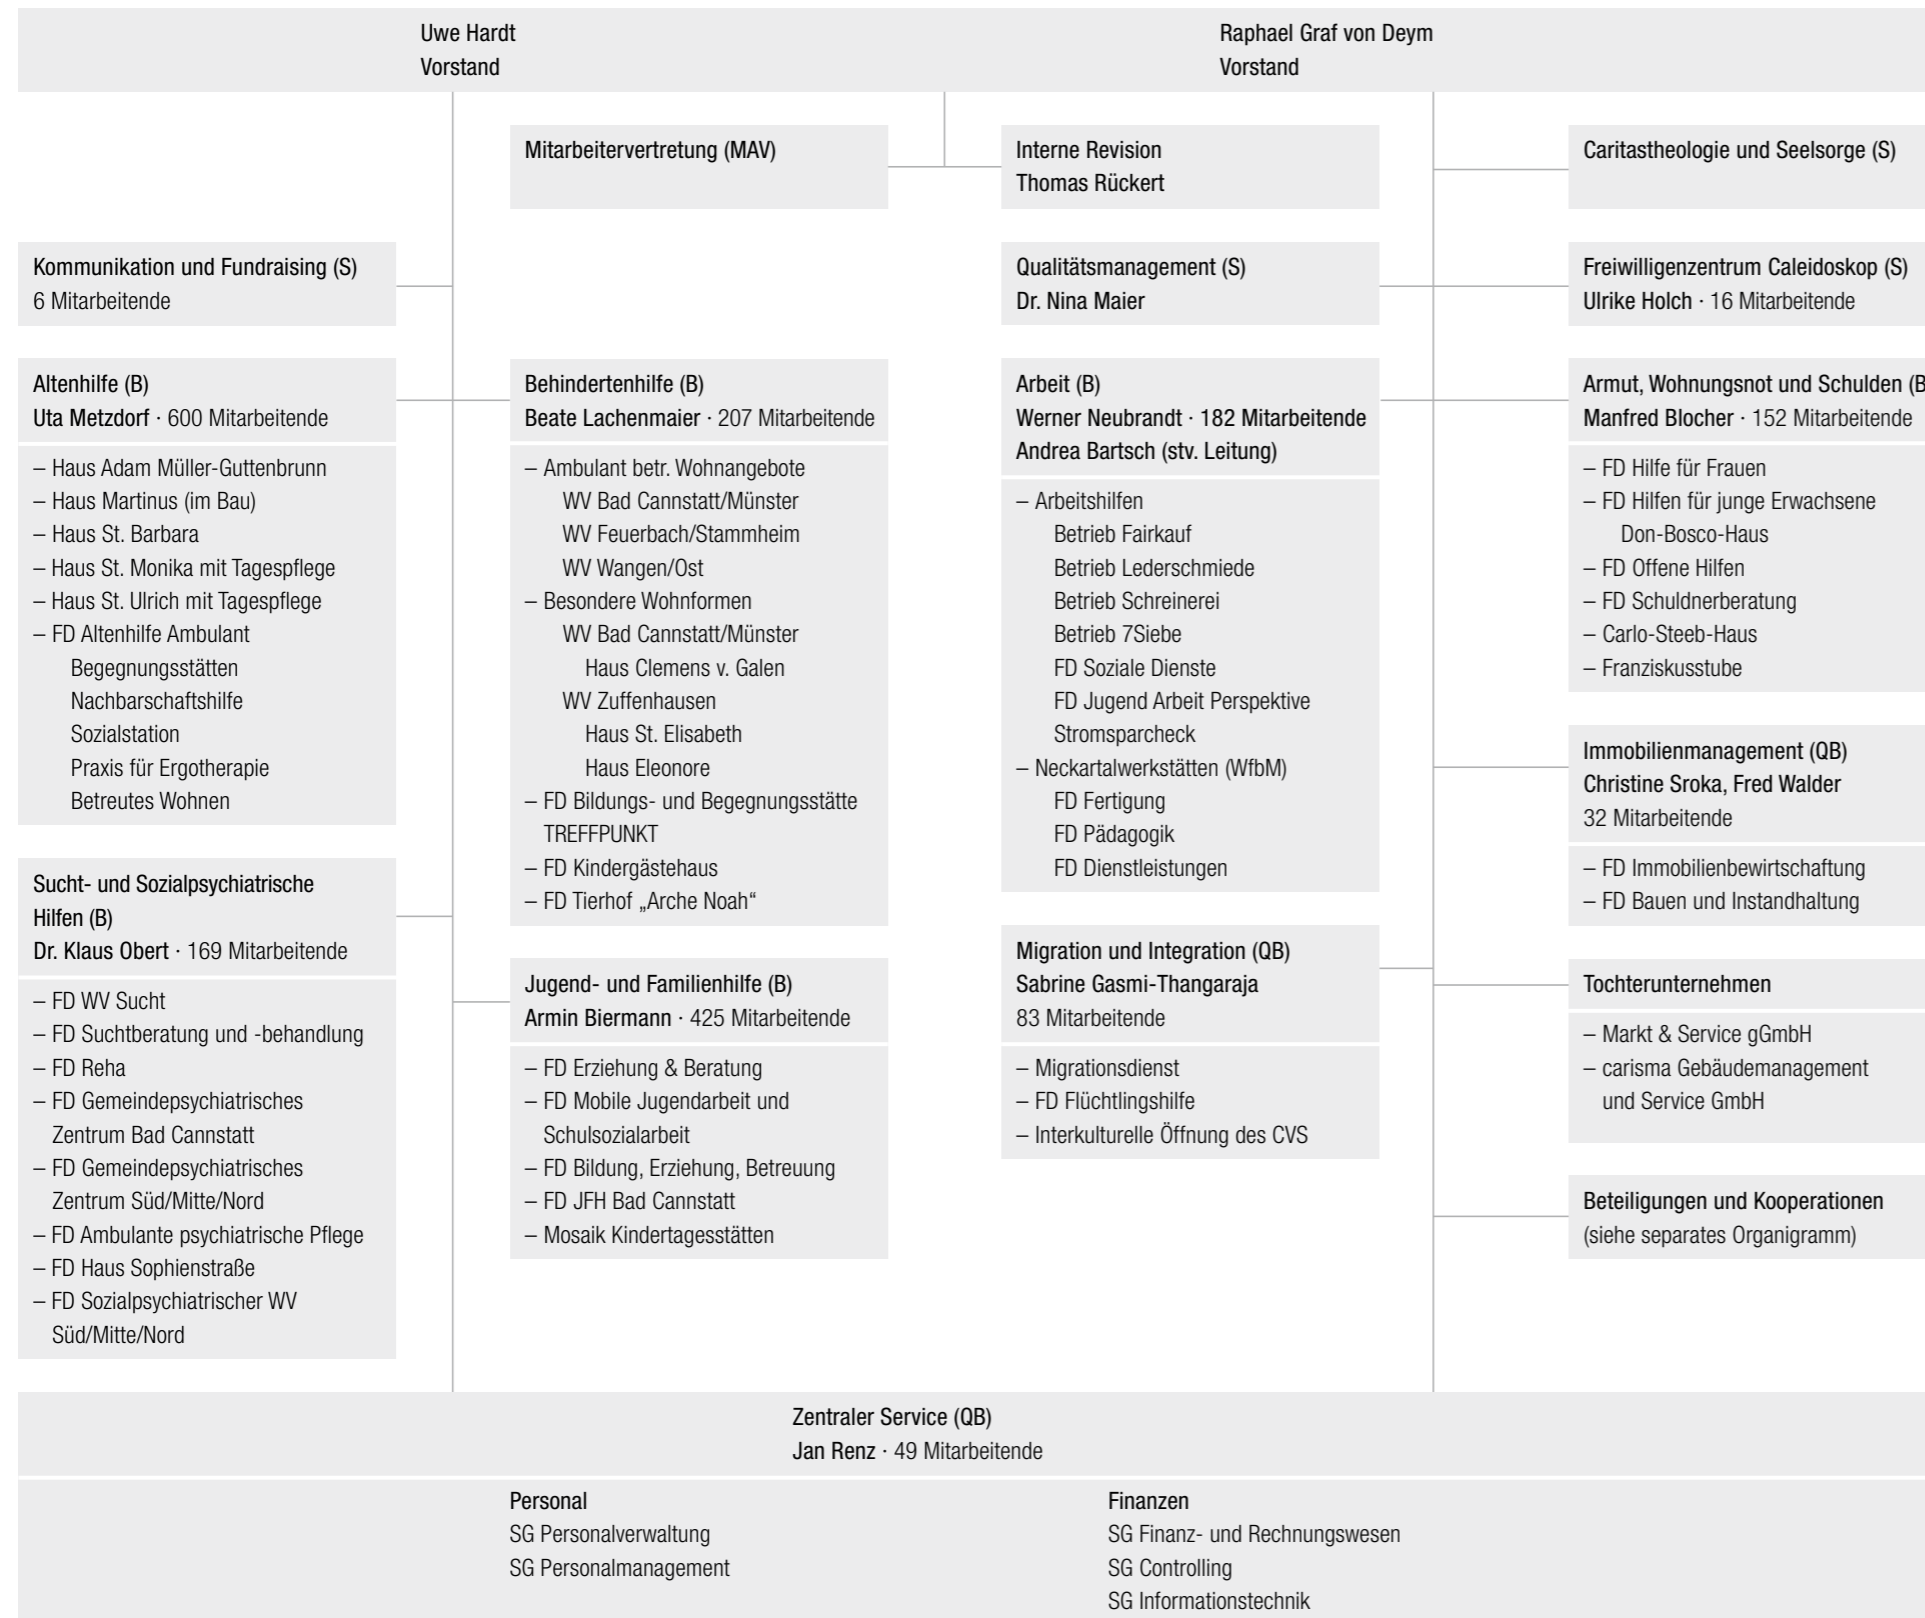 Uwe Hardt
Vorstand
Raphael Graf von Deym
Vorstand
Mitarbeitervertretung (MAV)
Interne Revision
Thomas Rückert
Caritastheologie und Seelsorge (S)
Kommunikation und Fundraising (S)
6 Mitarbeitende
Qualitätsmanagement (S)
Dr. Nina Maier
Freiwilligenzentrum Caleidoskop (S)
Ulrike Holch · 16 Mitarbeitende
Altenhilfe (B)
Uta Metzdorf · 600 Mitarbeitende
– Haus Adam Müller-Guttenbrunn
– Haus Martinus (im Bau)
– Haus St. Barbara
– Haus St. Monika mit Tagespflege
– Haus St. Ulrich mit Tagespflege
– FD Altenhilfe Ambulant
Begegnungsstätten
Nachbarschaftshilfe
Sozialstation
Praxis für Ergotherapie
Betreutes Wohnen
Sucht- und Sozialpsychiatrische
Hilfen (B)
Dr. Klaus Obert · 169 Mitarbeitende
– FD WV Sucht
– FD Suchtberatung und -behandlung
– FD Reha
– FD Gemeindepsychiatrisches
Zentrum Bad Cannstatt
– FD Gemeindepsychiatrisches
Zentrum Süd/Mitte/Nord
– FD Ambulante psychiatrische Pflege
– FD Haus Sophienstraße
– FD Sozialpsychiatrischer WV
Süd/Mitte/Nord
Behindertenhilfe (B)
Beate Lachenmaier · 207 Mitarbeitende
– Ambulant betr. Wohnangebote
WV Bad Cannstatt/Münster
WV Feuerbach/Stammheim
WV Wangen/Ost
– Besondere Wohnformen
WV Bad Cannstatt/Münster
Haus Clemens v. Galen
WV Zuffenhausen
Haus St. Elisabeth
Haus Eleonore
– FD Bildungs- und Begegnungsstätte
TREFFPUNKT
– FD Kindergästehaus
– FD Tierhof „Arche Noah“
Jugend- und Familienhilfe (B)
Armin Biermann · 425 Mitarbeitende
– FD Erziehung & Beratung
– FD Mobile Jugendarbeit und
Schulsozialarbeit
– FD Bildung, Erziehung, Betreuung
– FD JFH Bad Cannstatt
– Mosaik Kindertagesstätten
Arbeit (B)
Werner Neubrandt · 182 Mitarbeitende
Andrea Bartsch (stv. Leitung)
– Arbeitshilfen
Betrieb Fairkauf
Betrieb Lederschmiede
Betrieb Schreinerei
Betrieb 7Siebe
FD Soziale Dienste
FD Jugend Arbeit Perspektive
Stromsparcheck
– Neckartalwerkstätten (WfbM)
FD Fertigung
FD Pädagogik
FD Dienstleistungen
Migration und Integration (QB)
Sabrine Gasmi-Thangaraja
83 Mitarbeitende
– Migrationsdienst
– FD Flüchtlingshilfe
– Interkulturelle Öffnung des CVS
Armut, Wohnungsnot und Schulden (B
Manfred Blocher · 152 Mitarbeitende
– FD Hilfe für Frauen
– FD Hilfen für junge Erwachsene
Don-Bosco-Haus
– FD Offene Hilfen
– FD Schuldnerberatung
– Carlo-Steeb-Haus
– Franziskusstube
Immobilienmanagement (QB)
Christine Sroka, Fred Walder
32 Mitarbeitende
– FD Immobilienbewirtschaftung
– FD Bauen und Instandhaltung
Tochterunternehmen
– Markt & Service gGmbH
– carisma Gebäudemanagement
und Service GmbH
Beteiligungen und Kooperationen
(siehe separates Organigramm)
Zentraler Service (QB)
Jan Renz · 49 Mitarbeitende
Personal
SG Personalverwaltung
SG Personalmanagement
Finanzen
SG Finanz- und Rechnungswesen
SG Controlling
SG Informationstechnik